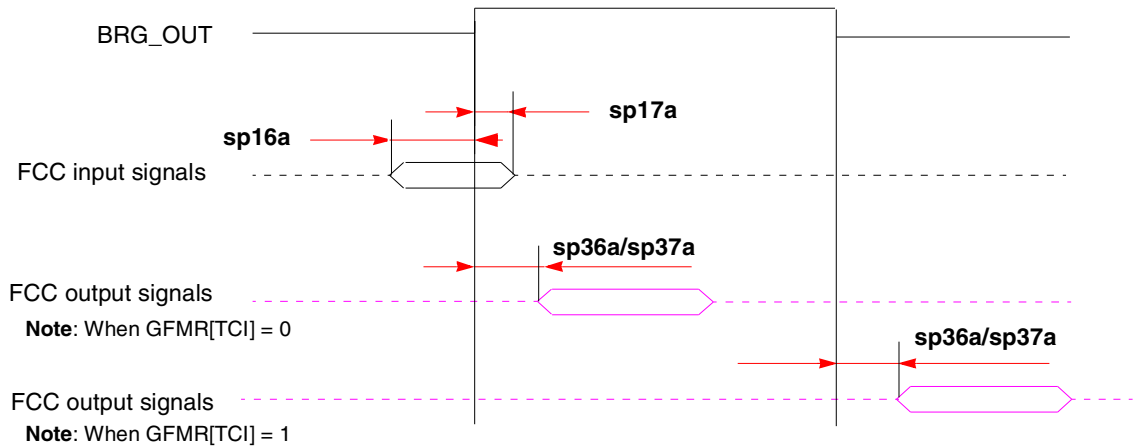 BRG_OUT
sp17a
sp16a
FCC input signals
sp36a/sp37a
FCC output signals
Note: When GFMR[TCI] = 0
sp36a/sp37a
FCC output signals
Note: When GFMR[TCI] = 1